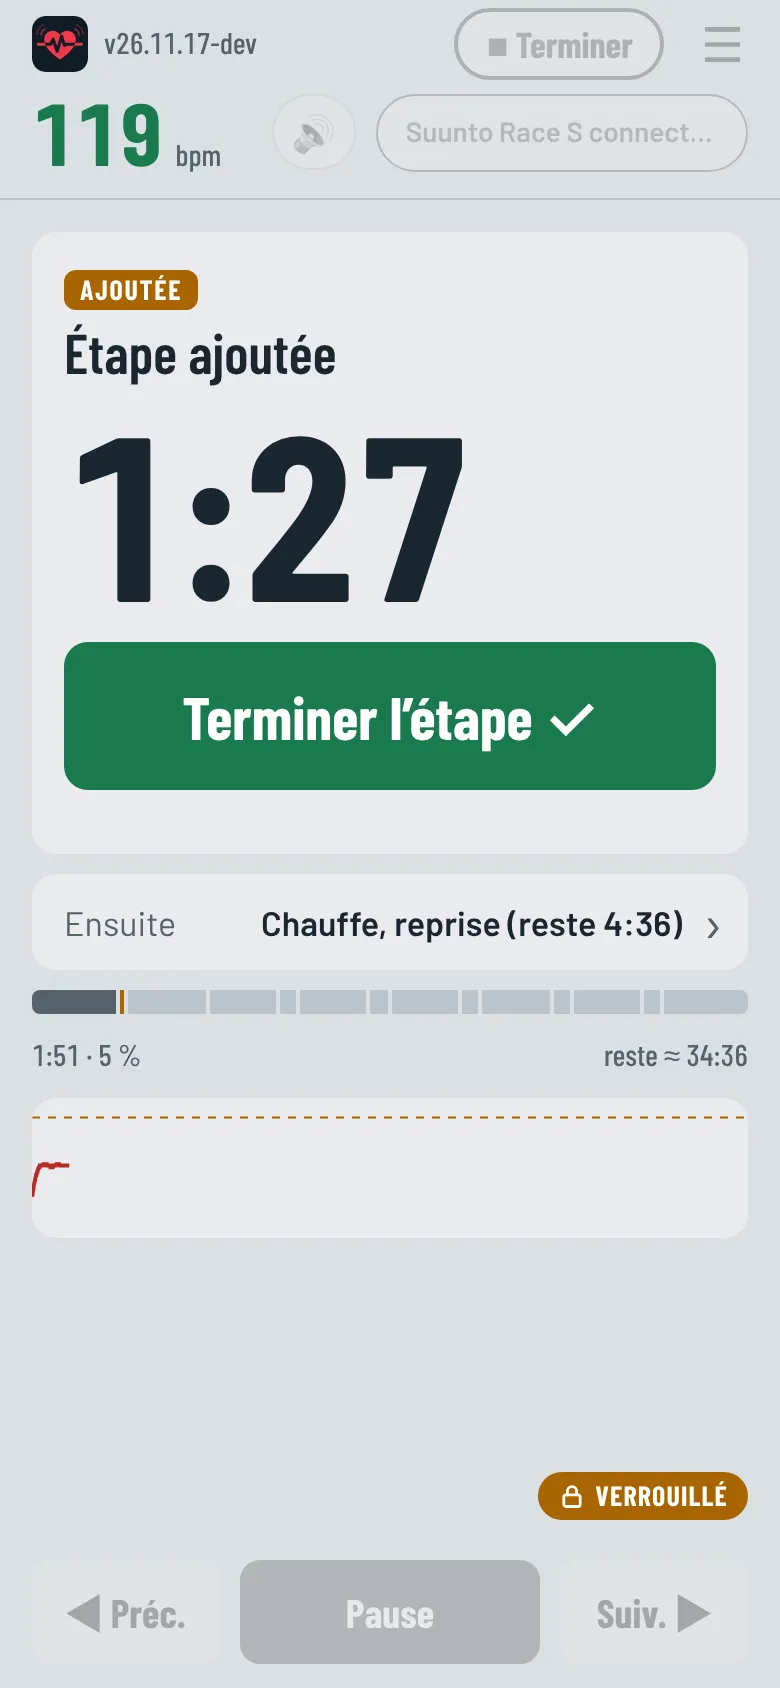 v26.11.17-dev
■ Terminer
119 bpm
Suunto Race S connect...
AJOUTÉE
Étape ajoutée
1:27
Terminer l’étape ✓
Ensuite Chauffe, reprise (reste 4:36) ›
1:51 · 5 % reste ≈ 34:36
VERROUILLÉ
◀ Préc. Pause Suiv. ▶